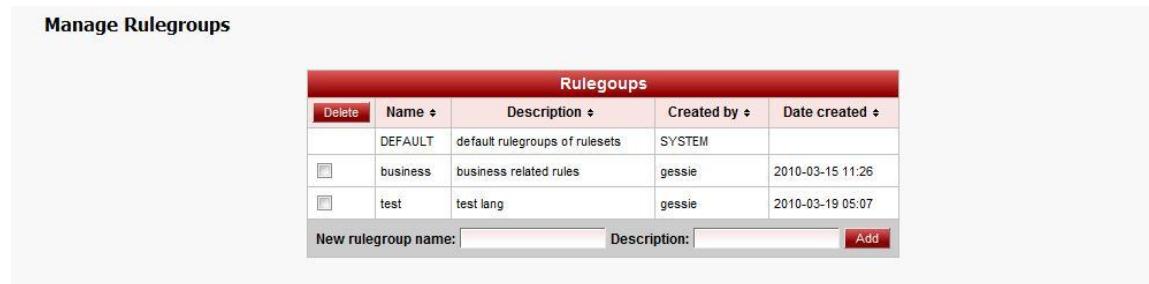 Manage Rulegroups
Rulegoups
Delete Name Description Created by Date created
DEFAULT default rulegroups of rulesets SYSTEM
business business related rules gessie 2010-03-15 11:26
test test lang gessie 2010-03-19 05:07
New rulegroup name: Description: Add